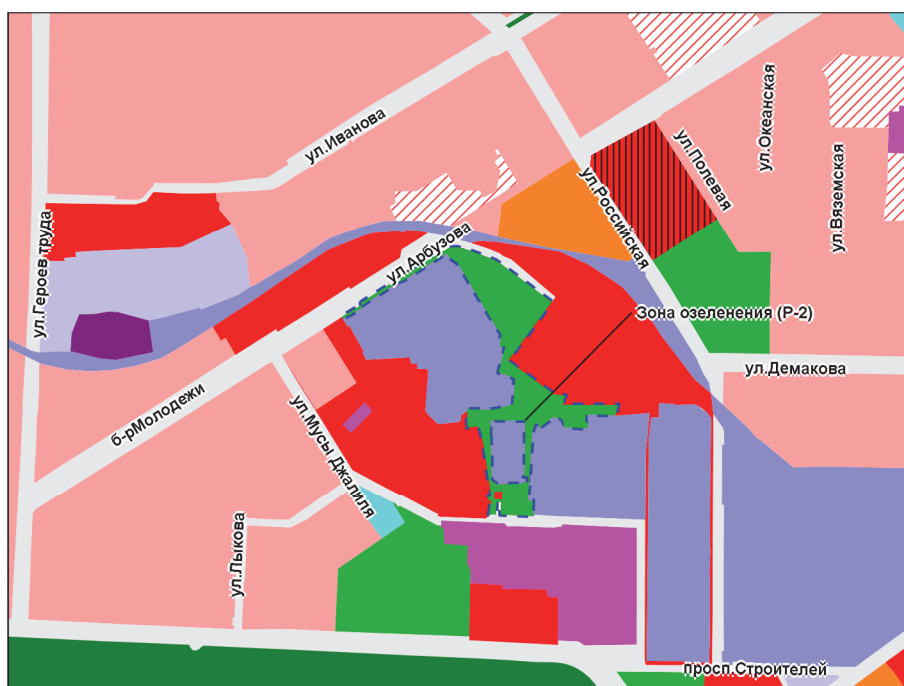 ул.Иванова
ул.Океанская
ул.Полевая
ул.Вяземская
ул.Российская
ул.Героев труда
ул.Арбузова
Зона озеленения (Р-2)
ул.Демакова
б-рМолодежи
ул.Мусы Джалиля
ул.Лыкова
просп.Строителей